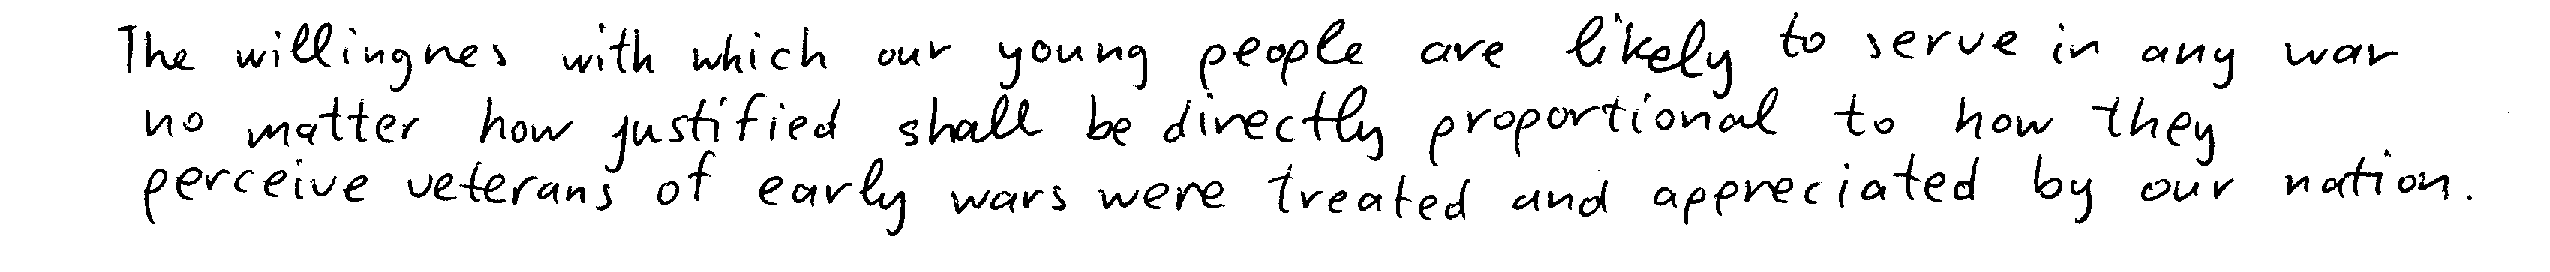 The willingnes with which our young people are likely to serve in any war
no matter how justified shall be directly proportional to how they
perceive veterans of early wars were treated and appreciated by our nation.